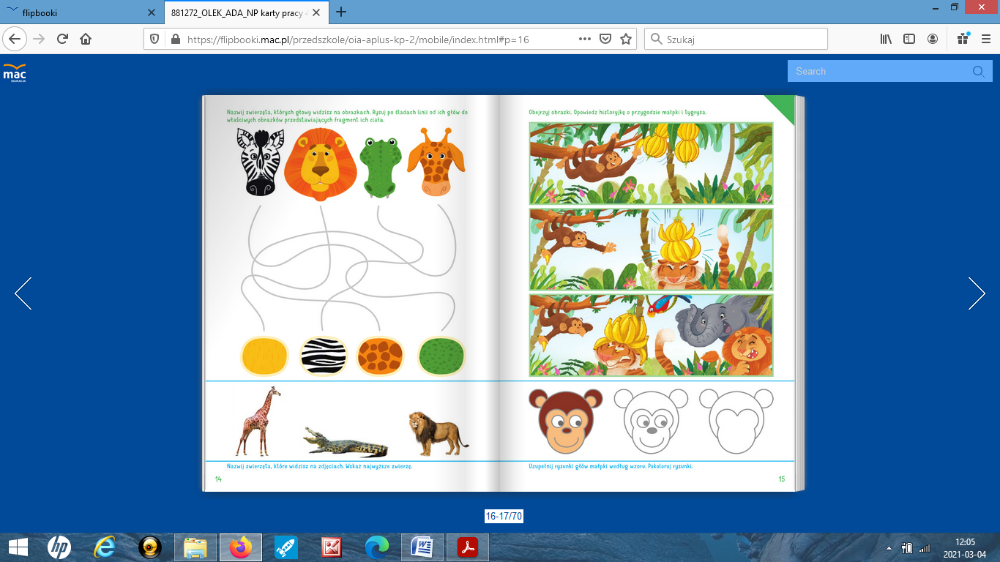 flipbooki
881272_OLEK_ADA_NP karty pracy
https://flipbooki.mac.pl/przedszkole/oia-aplus-kp-2/mobile/index.html#p=16
Szukaj
mac
EDUKACJA
Search
Nazwij zwierzęta, których głowy widzisz na obrazkach. Rysuj po śladach linii od ich głów do
właściwych obrazków przedstawiających fragment ich ciała.
Nazwij zwierzęta, które widzisz na zdjęciach. Wskaż najwyższe zwierzę.
14
Obejrzyj obrazki. Opowiedz historyjkę o przygodzie małpki i tygrysa.
Uzupełnij rysunki głów małpki według wzoru. Pokoloruj rysunki.
15
16-17/70
hp
12:05
2021-03-04